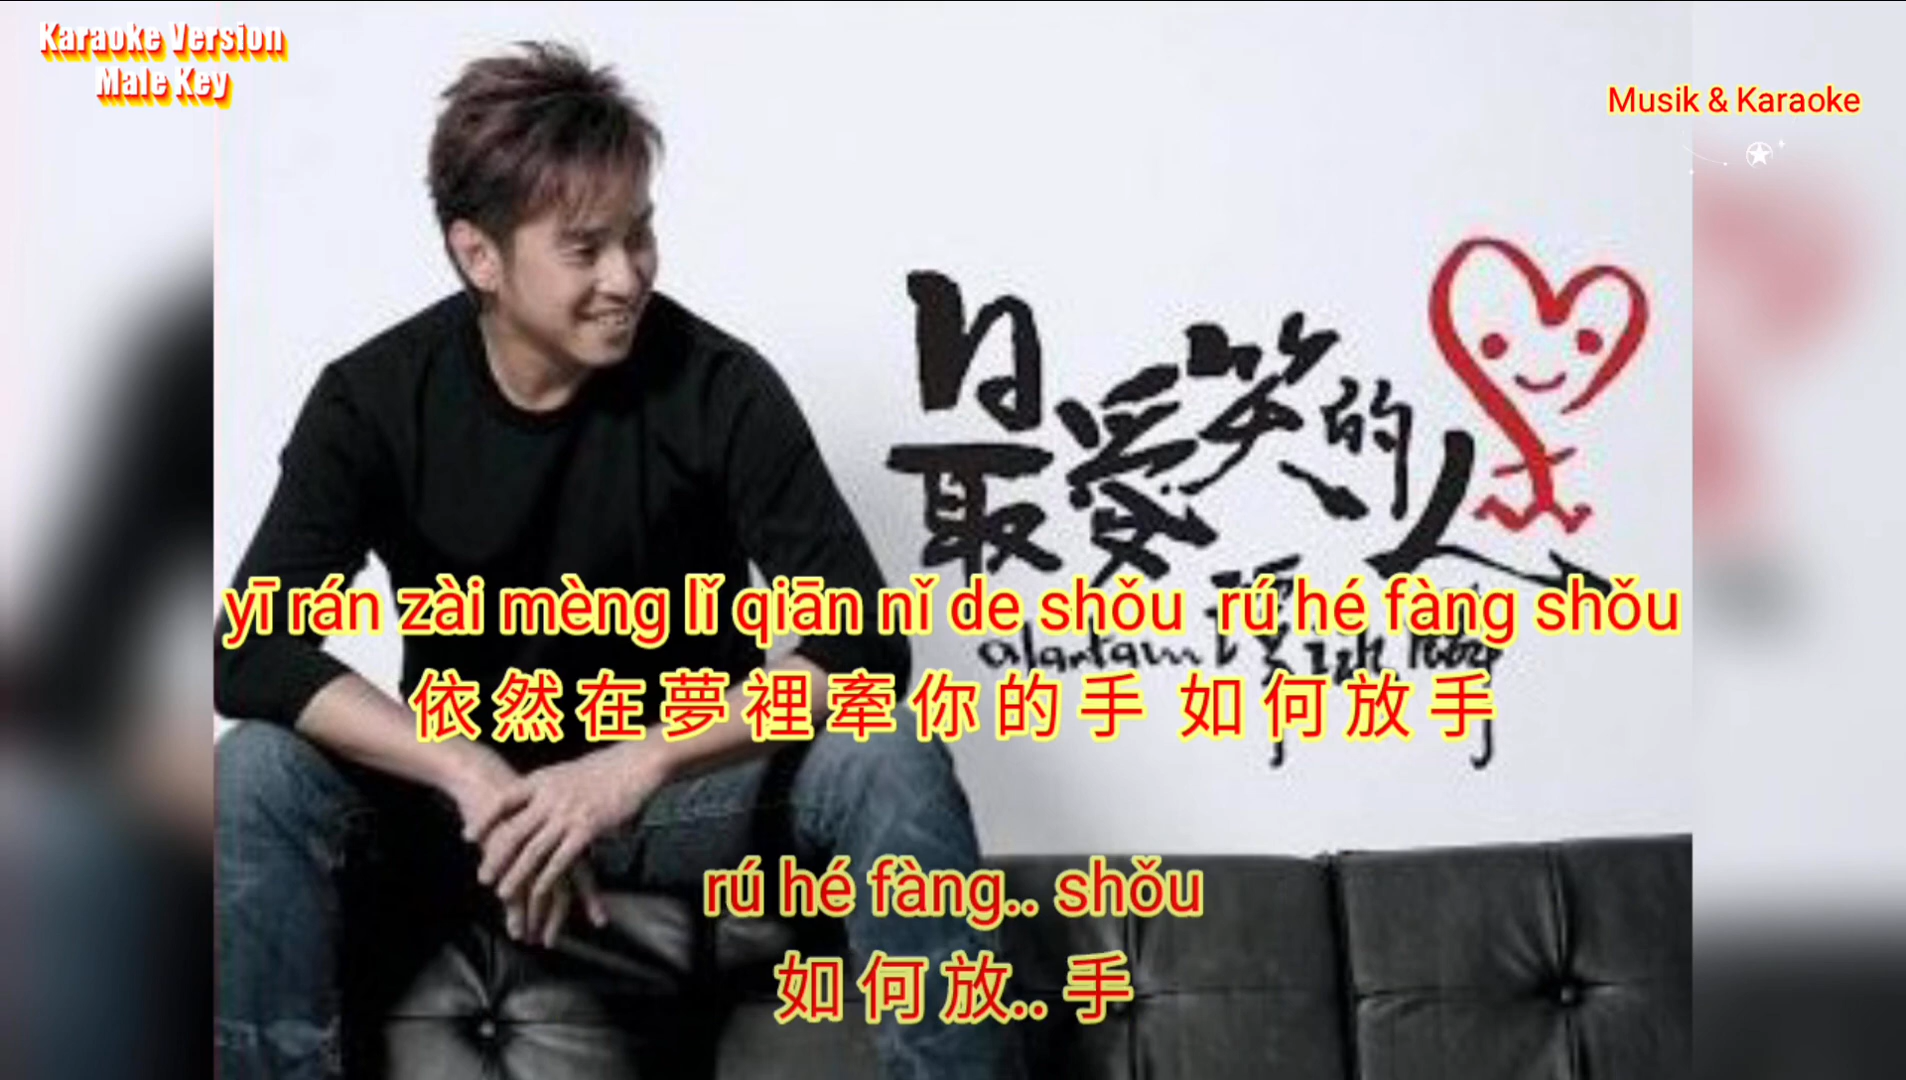 Karaoke Version
Male Key
Musik & Karaoke
最愛笑的人
yī rán zài mèng lǐ qiān nǐ de shǒu rú hé fàng shǒu
alantam
依然在夢裡牽你的手 如何放手
rú hé fàng.. shǒu
如何放.. 手